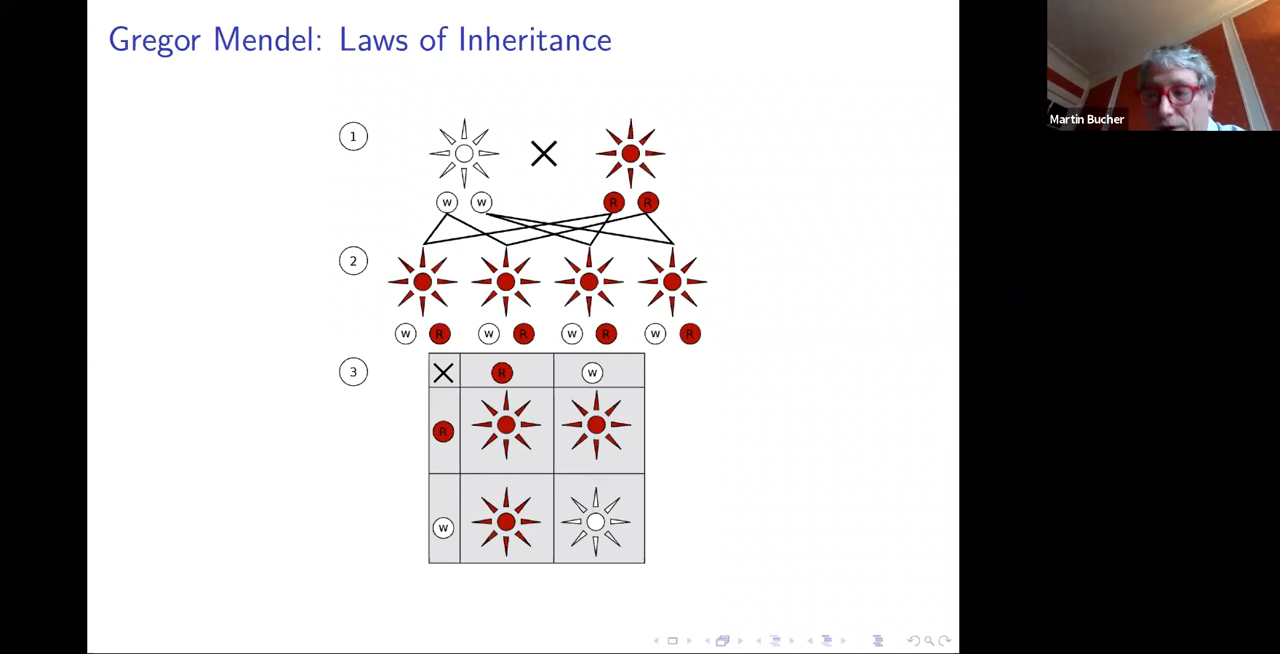 Gregor Mendel: Laws of Inheritance
Martin Bucher
1
w w R R
2
w R w R w R w R
3
R w
R
w